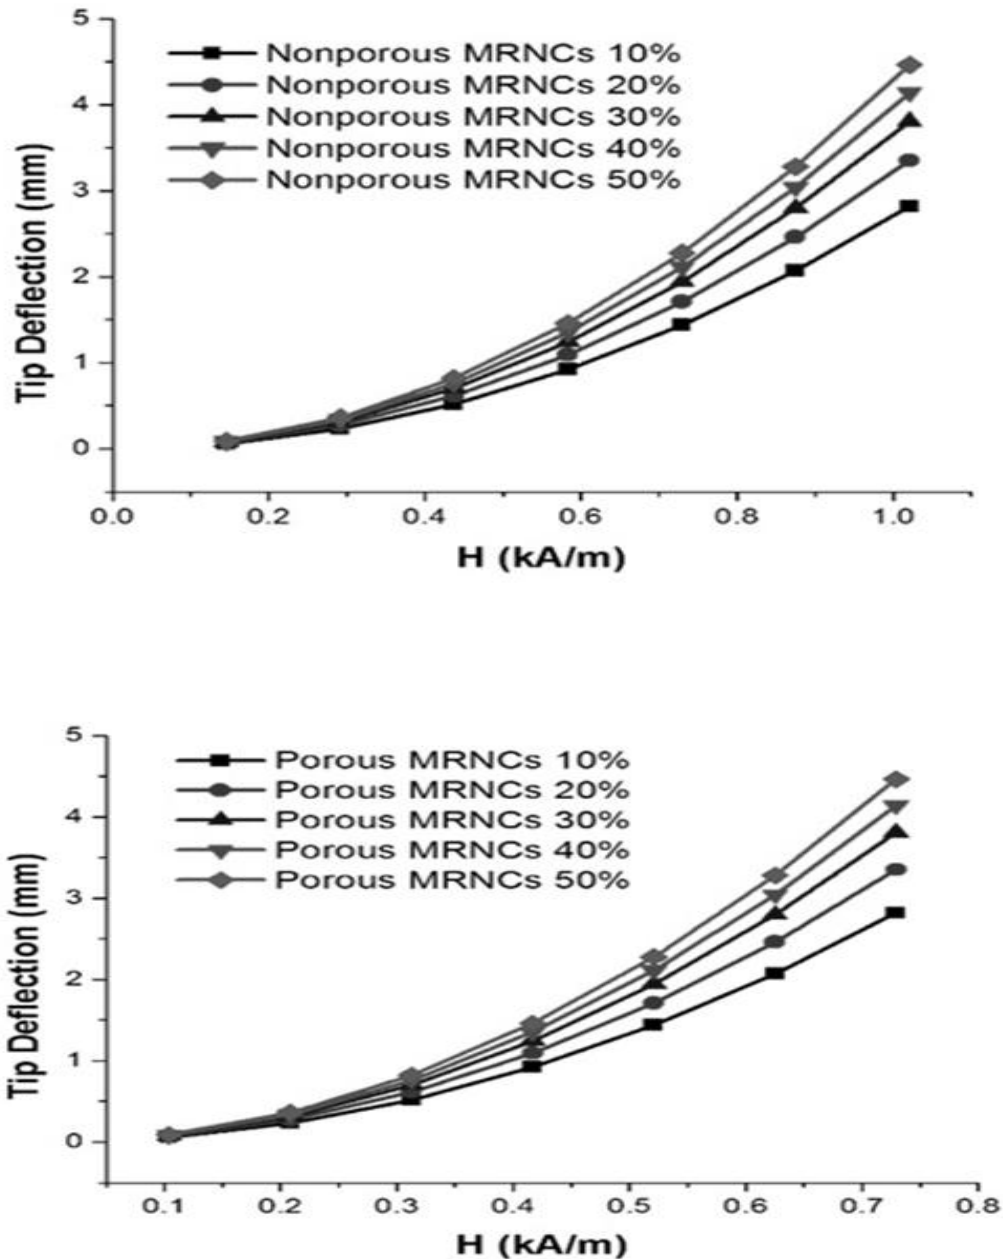 5
4
3
2
1
0
Tip Deflection (mm)
Nonporous MRNCs 10%
Nonporous MRNCs 20%
Nonporous MRNCs 30%
Nonporous MRNCs 40%
Nonporous MRNCs 50%
0.0 0.2 0.4 0.6 0.8 1.0
H (kA/m)
5
4
3
2
1
0
Tip Deflection (mm)
Porous MRNCs 10%
Porous MRNCs 20%
Porous MRNCs 30%
Porous MRNCs 40%
Porous MRNCs 50%
0.1 0.2 0.3 0.4 0.5 0.6 0.7 0.8
H (kA/m)